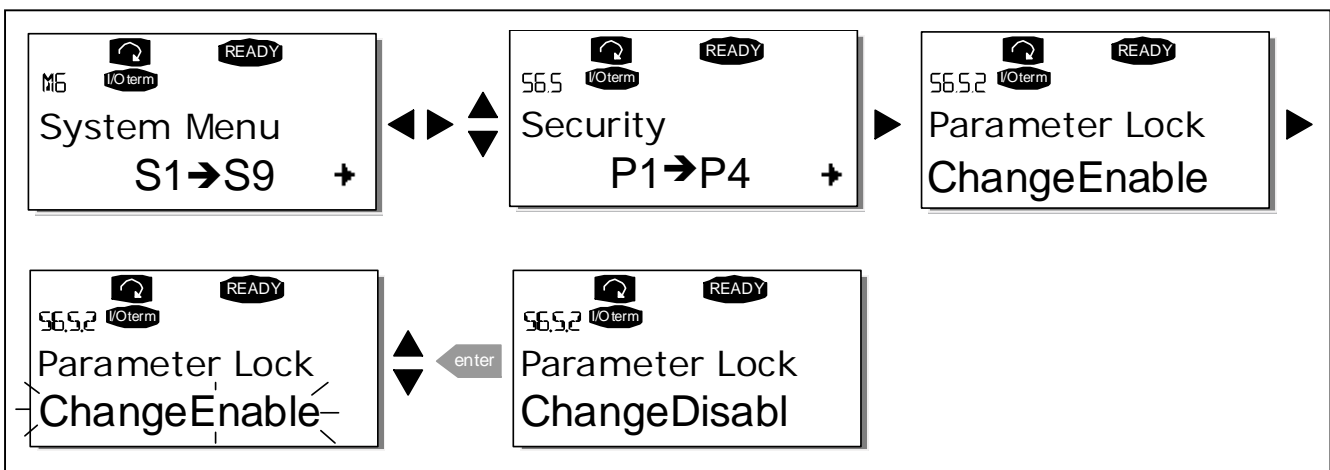 READY
M6 I/Oterm
System Menu
S1➔S9
READY
S6.5 I/Oterm
Security
P1➔P4
READY
S6.5.2 I/Oterm
Parameter Lock
ChangeEnable
READY
S6.5.2 I/Oterm
Parameter Lock
ChangeEnable
enter
READY
S6.5.2 I/Oterm
Parameter Lock
ChangeDisabl